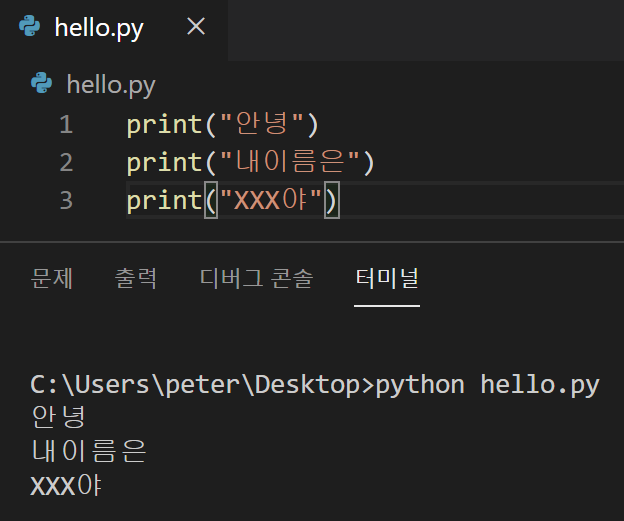 hello.py
hello.py
1 print("안녕")
2 print("내이름은")
3 print("XXX야")
문제 출력 디버그 콘솔 터미널
C:\Users\peter\Desktop>python hello.py
안녕
내이름은
XXX야